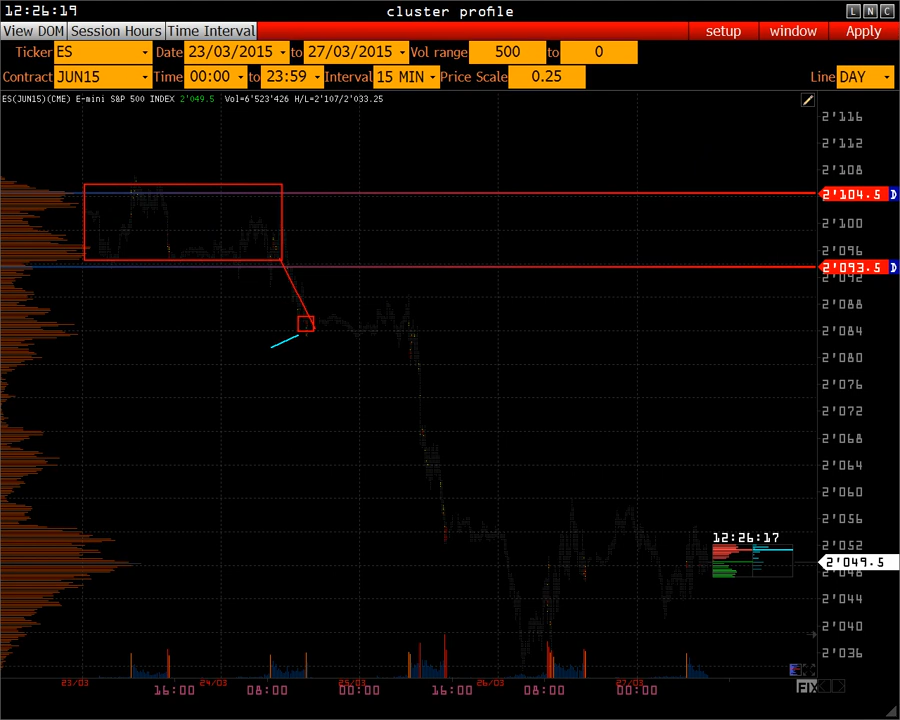 12:26:19 cluster profile L N C
View DOM Session Hours Time Interval setup window Apply
Ticker ES Date 23/03/2015 to 27/03/2015 Vol range 500 to 0
Contract JUN15 Time 00:00 to 23:59 Interval 15 MIN Price Scale 0.25 Line DAY
ES(JUN15)(CME) E-mini S&P 500 INDEX 2'049.5 Vol=6'523'426 H/L=2'107/2'033.25
2'116
2'112
2'108
2'104.5 D
2'100
2'096
2'093.5 D
2'092
2'088
2'084
2'080
2'076
2'072
2'068
2'064
2'060
2'056
12:26:17
2'052
2'049.5
2'048
2'044
2'040
2'036
23/03 24/03 25/03 26/03 27/03
16:00 08:00 00:00 16:00 08:00 00:00 FIX